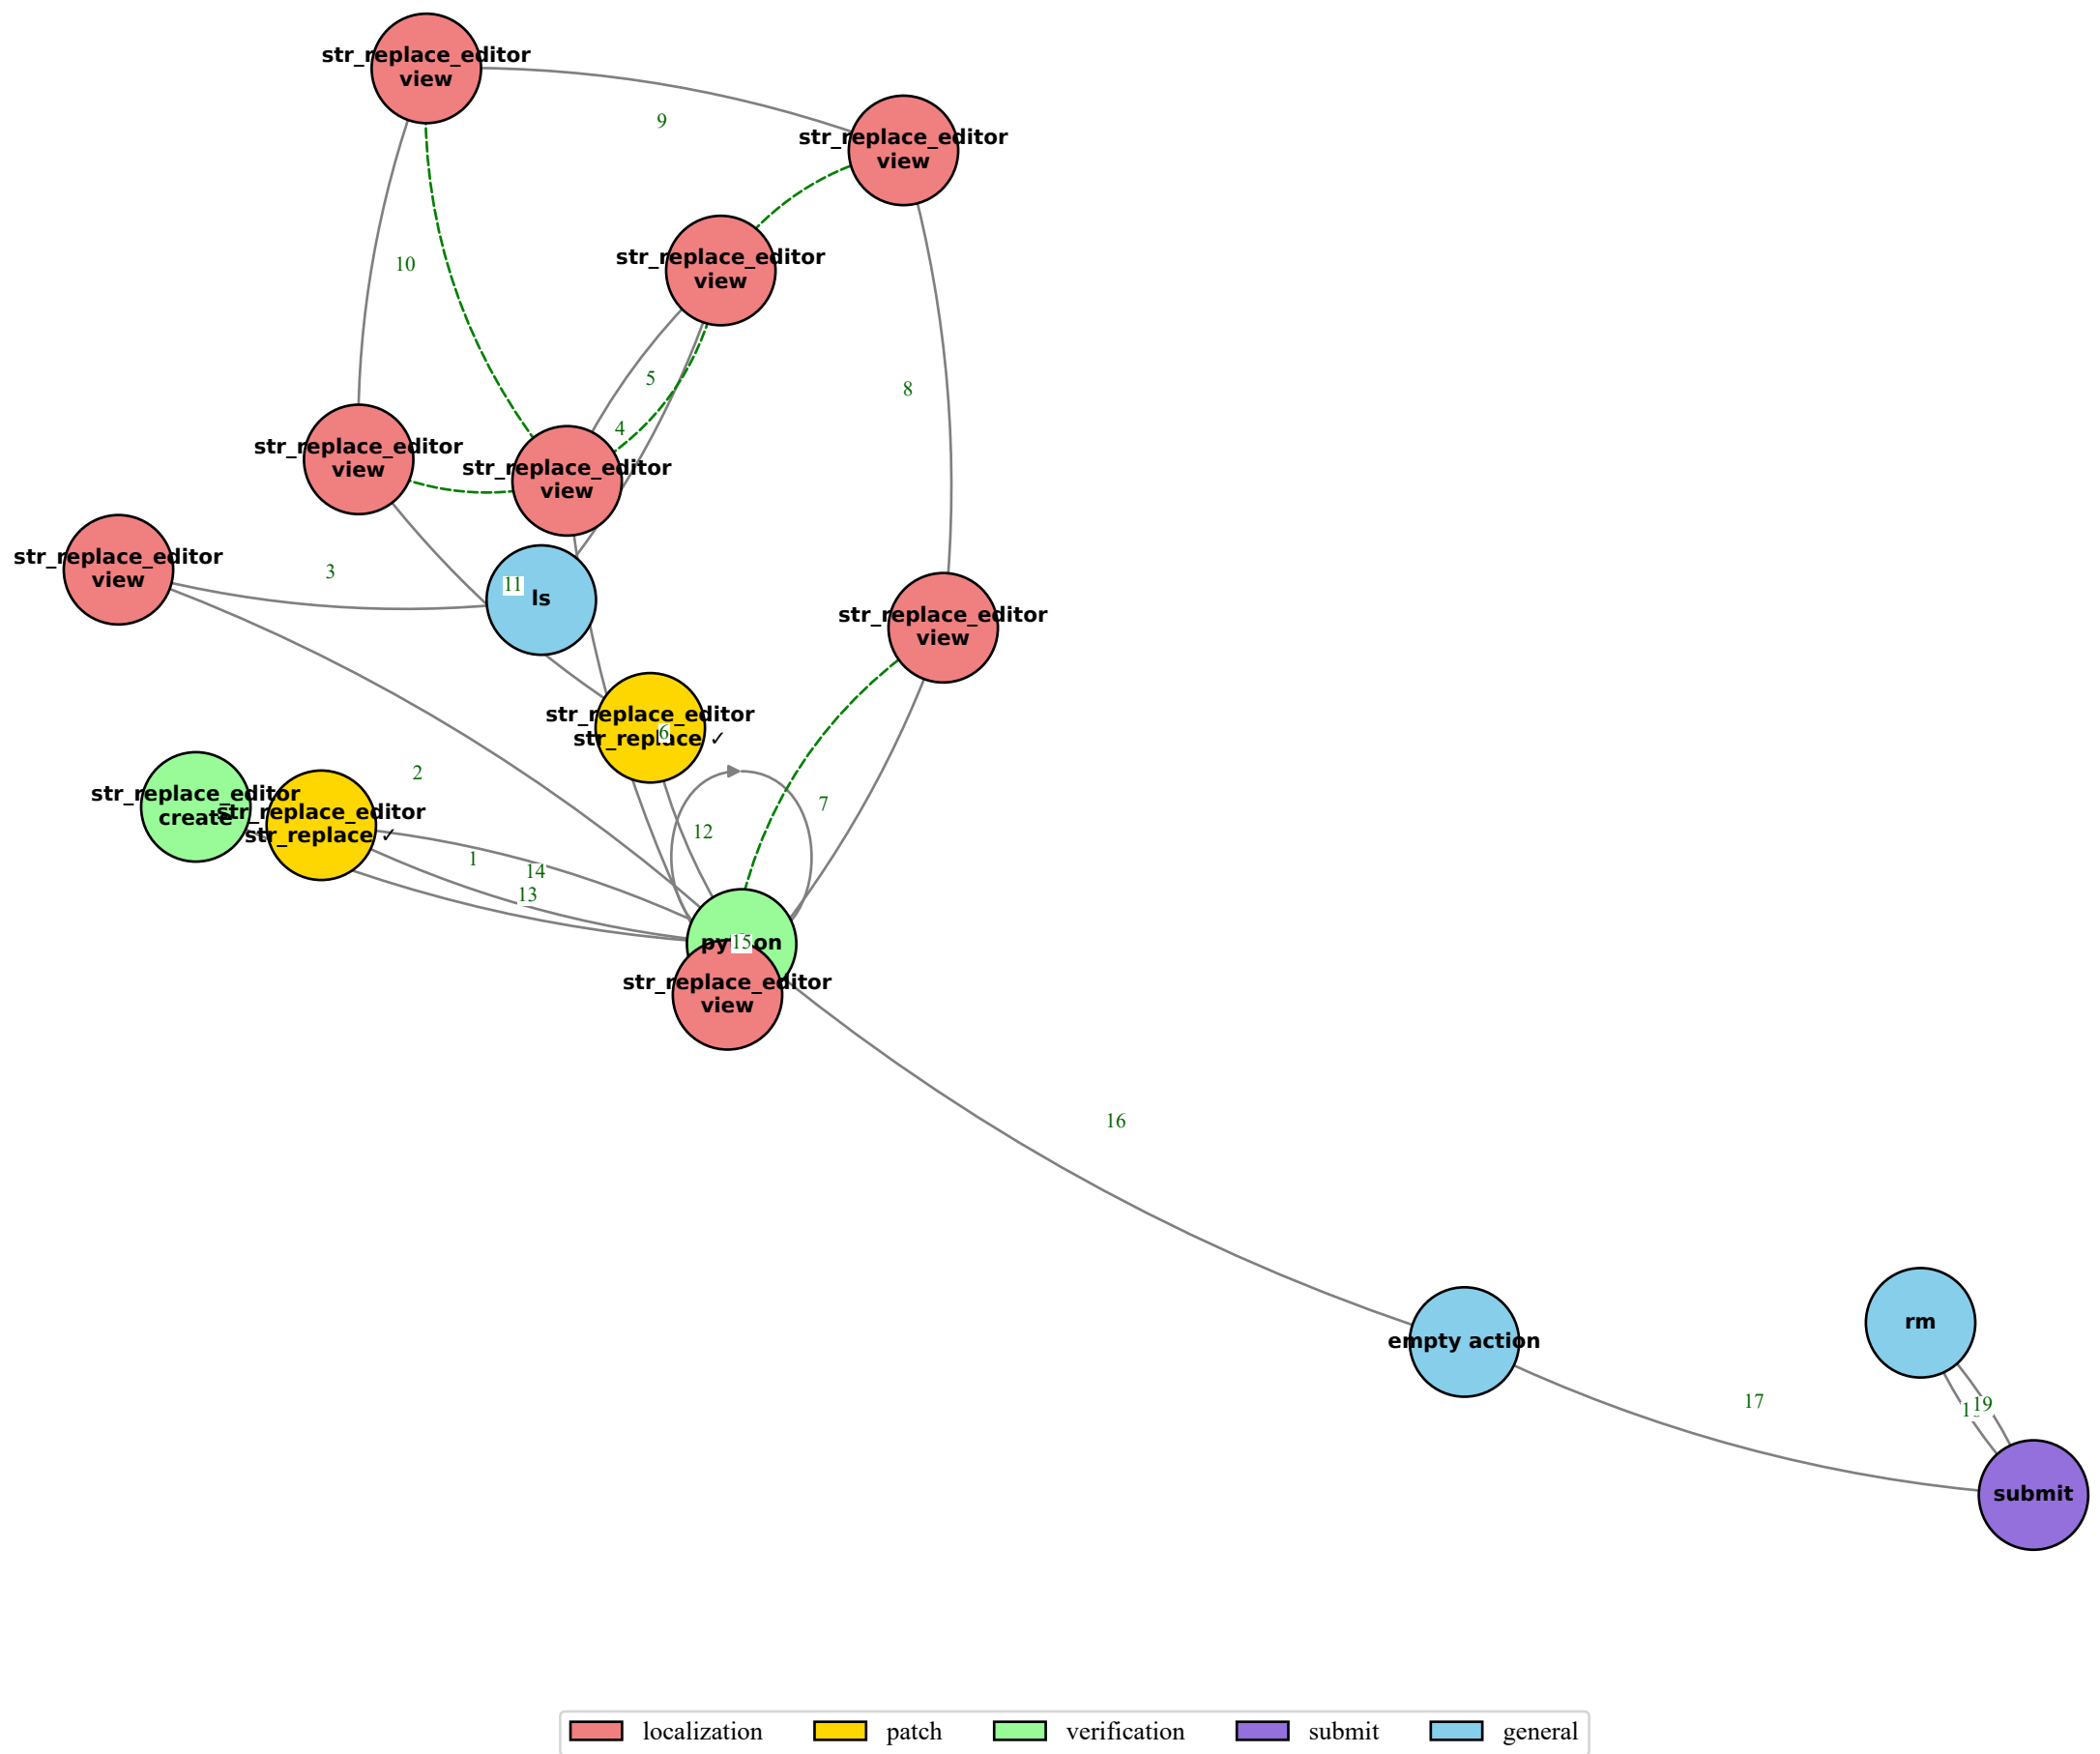 str_replace_editor
view
9
str_replace_editor
view
str_replace_editor
view
10
5
8
4
str_replace_editor
view
str_replace_editor
view
str_replace_editor
view
3
11
ls
str_replace_editor
view
str_replace_editor
str_replace ✓
6
2
str_replace_editor
create
str_replace_editor
str_replace ✓
7
12
1
14
13
15
str_replace_editor
view
16
rm
empty action
17
19
submit
localization
patch
verification
submit
general